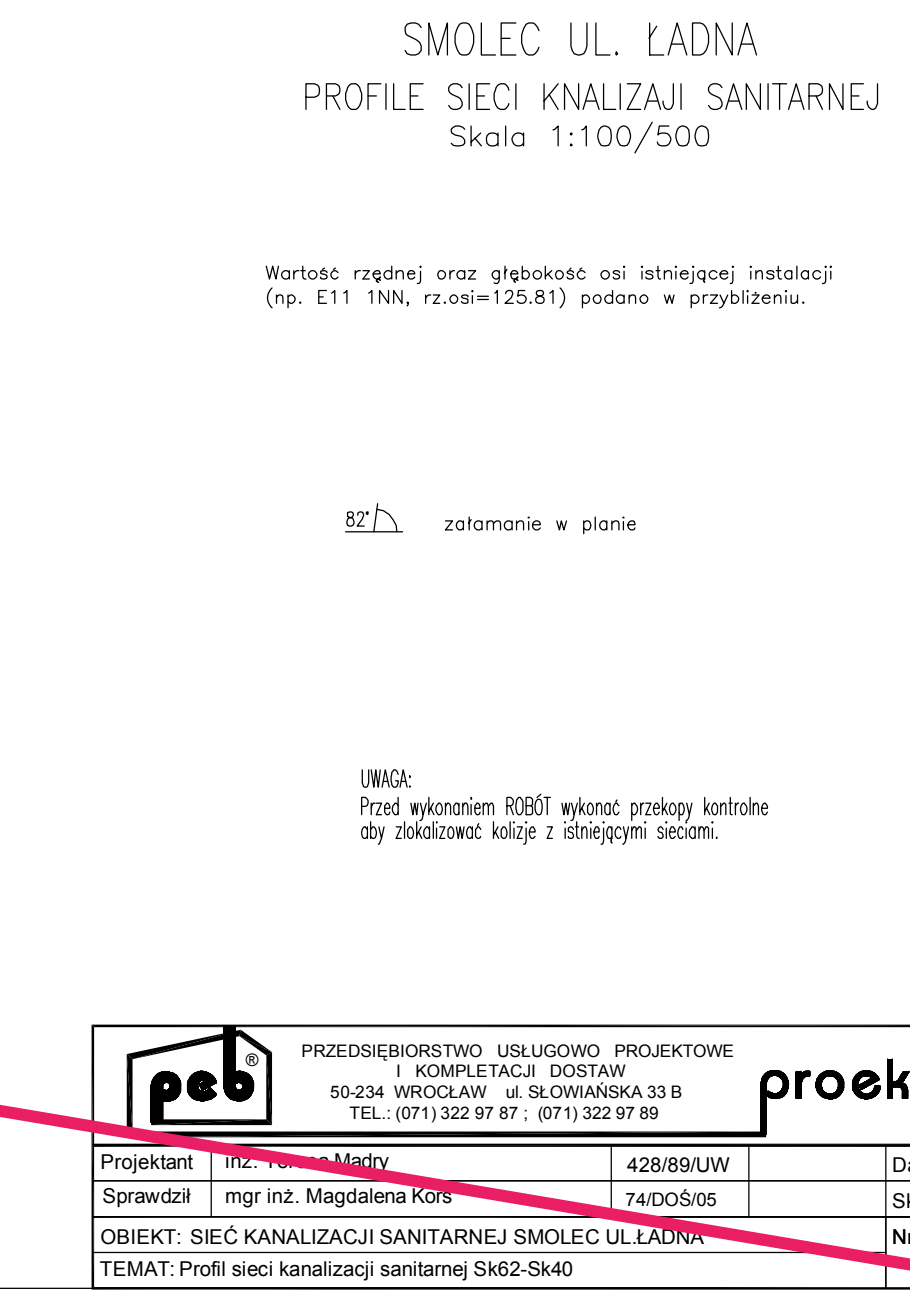 SMOLEC UL. ŁADNA
PROFILE SIECI KNALIZAJI SANITARNEJ
Skala 1:100/500
Wartość rzędnej oraz głębokość osi istniejącej instalacji
(np. E11 1NN, rz.osi=125.81) podano w przybliżeniu.
82° załamanie w planie
UWAGA:
Przed wykonaniem ROBÓT wykonać przekopy kontrolne
aby zlokalizować kolizje z istniejącymi sieciami.
peb®
PRZEDSIĘBIORSTWO USŁUGOWO PROJEKTOWE
I KOMPLETACJI DOSTAW
50-234 WROCŁAW ul. SŁOWIAŃSKA 33 B
TEL.: (071) 322 97 87 ; (071) 322 97 89
proek
Projektant inż. Madry 428/89/UW
Sprawdził mgr inż. Magdalena Kors 74/DOŚ/05
OBIEKT: SIEĆ KANALIZACJI SANITARNEJ SMOLEC UL.ŁADNA
TEMAT: Profil sieci kanalizacji sanitarnej Sk62-Sk40